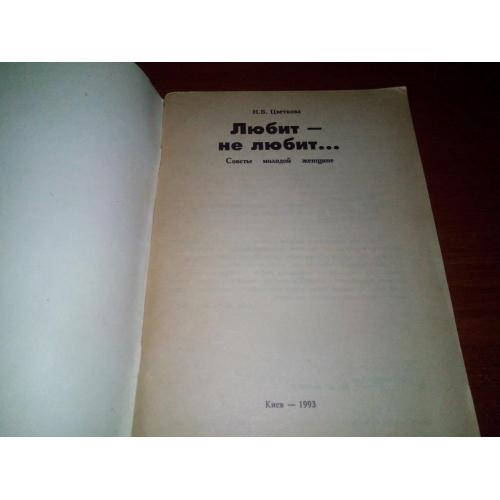 Н.Б. Цветкова
Любит —
не любит...
Советы молодой женщине
Киев — 1993